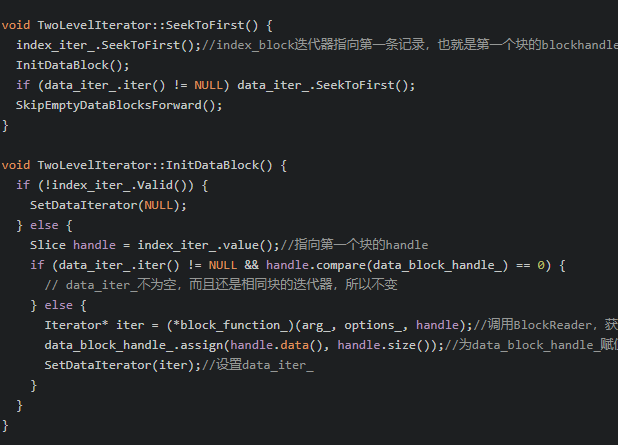 void TwoLevelIterator::SeekToFirst() {
  index_iter_.SeekToFirst();//index_block迭代器指向第一条记录，也就是第一个块的blockhandle
  InitDataBlock();
  if (data_iter_.iter() != NULL) data_iter_.SeekToFirst();
  SkipEmptyDataBlocksForward();
}

void TwoLevelIterator::InitDataBlock() {
  if (!index_iter_.Valid()) {
    SetDataIterator(NULL);
  } else {
    Slice handle = index_iter_.value();//指向第一个块的handle
    if (data_iter_.iter() != NULL && handle.compare(data_block_handle_) == 0) {
      // data_iter_不为空，而且还是相同块的迭代器，所以不变
    } else {
      Iterator* iter = (*block_function_)(arg_, options_, handle);//调用BlockReader，获
      data_block_handle_.assign(handle.data(), handle.size());//为data_block_handle_赋
      SetDataIterator(iter);//设置data_iter_
    }
  }
}